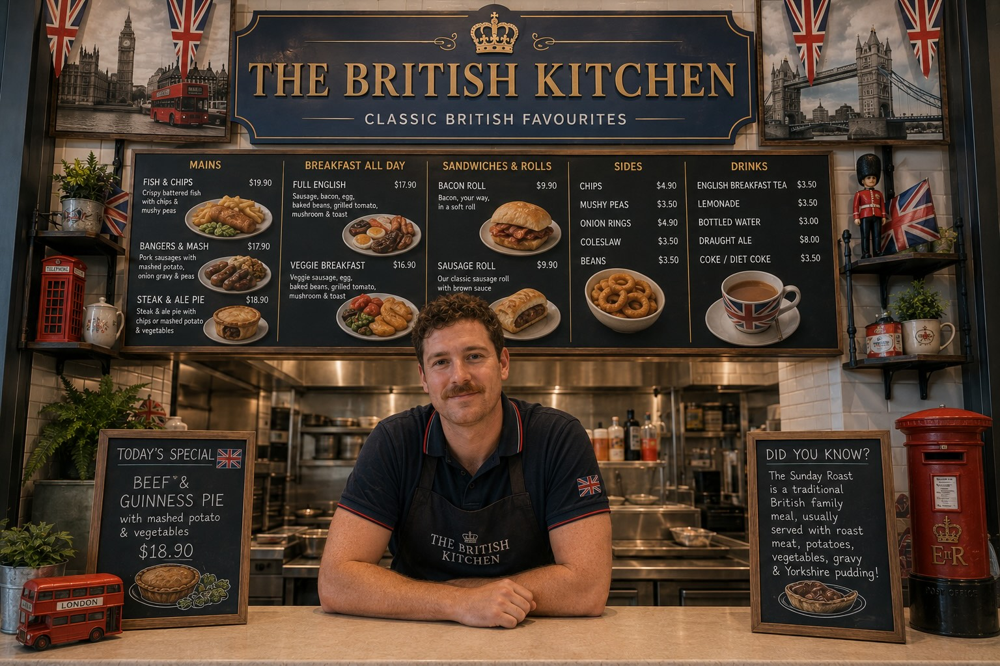 THE BRITISH KITCHEN
CLASSIC BRITISH FAVOURITES
MAINS
FISH & CHIPS $19.90
Crispy battered fish
with chips &
mushy peas
BANGERS & MASH $17.90
Pork sausages with
mashed potato,
onion gravy & peas
STEAK & ALE PIE $18.90
Steak & ale pie with
chips or mashed potato
& vegetables
BREAKFAST ALL DAY
FULL ENGLISH $17.90
Sausage, bacon, egg,
baked beans, grilled tomato,
mushroom & toast
VEGGIE BREAKFAST $16.90
Veggie sausage, egg,
baked beans, grilled tomato,
mushroom & toast
SANDWICHES & ROLLS
BACON ROLL $9.90
Bacon, your way,
in a soft roll
SAUSAGE ROLL $9.90
Our classic sausage roll
with brown sauce
SIDES
CHIPS $4.90
MUSHY PEAS $3.50
ONION RINGS $4.90
COLESLAW $3.50
BEANS $3.50
DRINKS
ENGLISH BREAKFAST TEA $3.50
LEMONADE $3.50
BOTTLED WATER $3.00
DRAUGHT ALE $8.00
COKE / DIET COKE $3.50
TELEPHONE
TODAY'S SPECIAL
BEEF &
GUINNESS PIE
with mashed potato
& vegetables
$18.90
LONDON
THE BRITISH
KITCHEN
DID YOU KNOW?
The Sunday Roast
is a traditional
British family
meal, usually
served with roast
meat, potatoes,
vegetables, gravy
& Yorkshire pudding!
EIIR
POST OFFICE